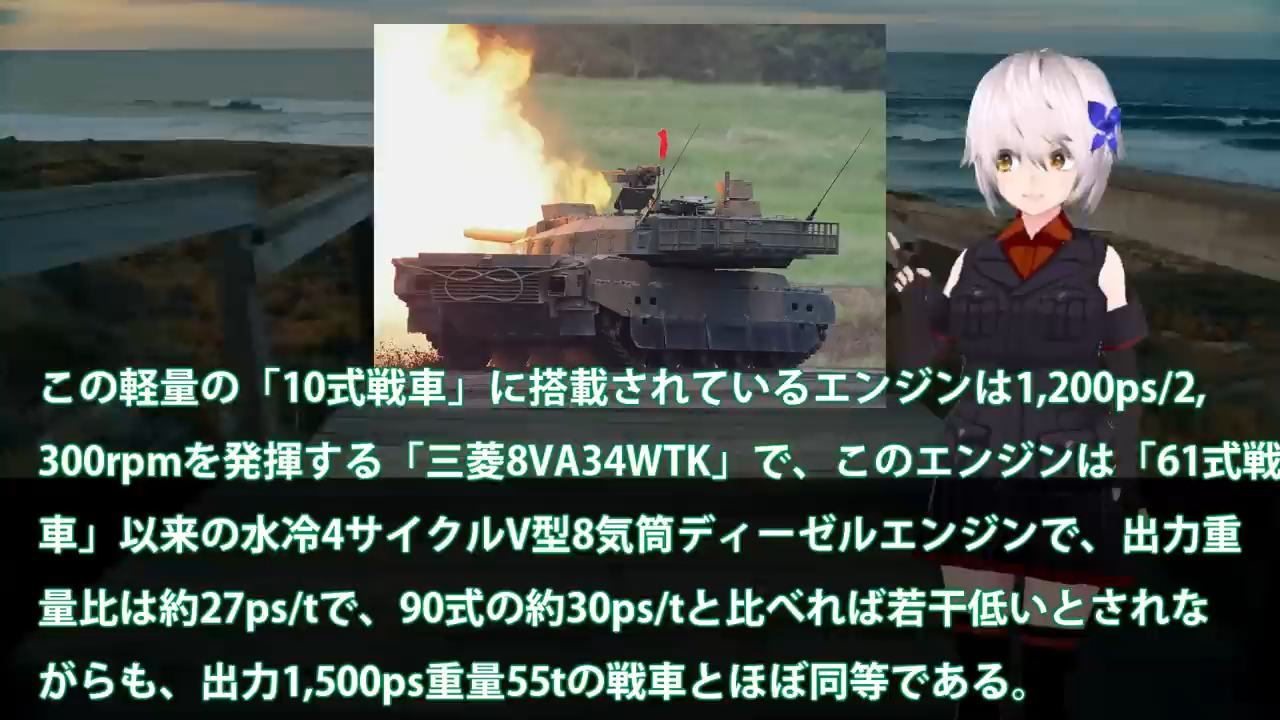 この軽量の「10式戦車」に搭載されているエンジンは1,200ps/2,
300rpmを発揮する「三菱8VA34WTK」で、このエンジンは「61式戦
車」以来の水冷4サイクルV型8気筒ディーゼルエンジンで、出力重
量比は約27ps/tで、90式の約30ps/tと比べれば若干低いとされな
がらも、出力1,500ps重量55tの戦車とほぼ同等である。